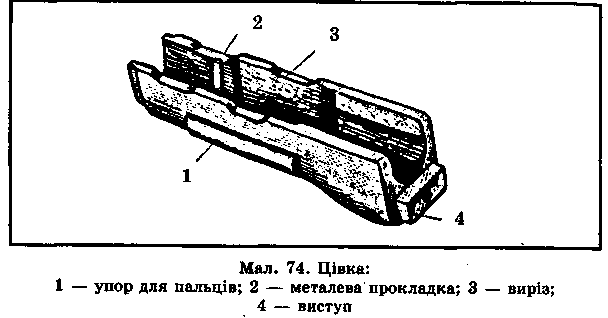 2
3
1
4
Мал. 74. Цівка:
1 — упор для пальців; 2 — металева прокладка; 3 — виріз;
4 — виступ